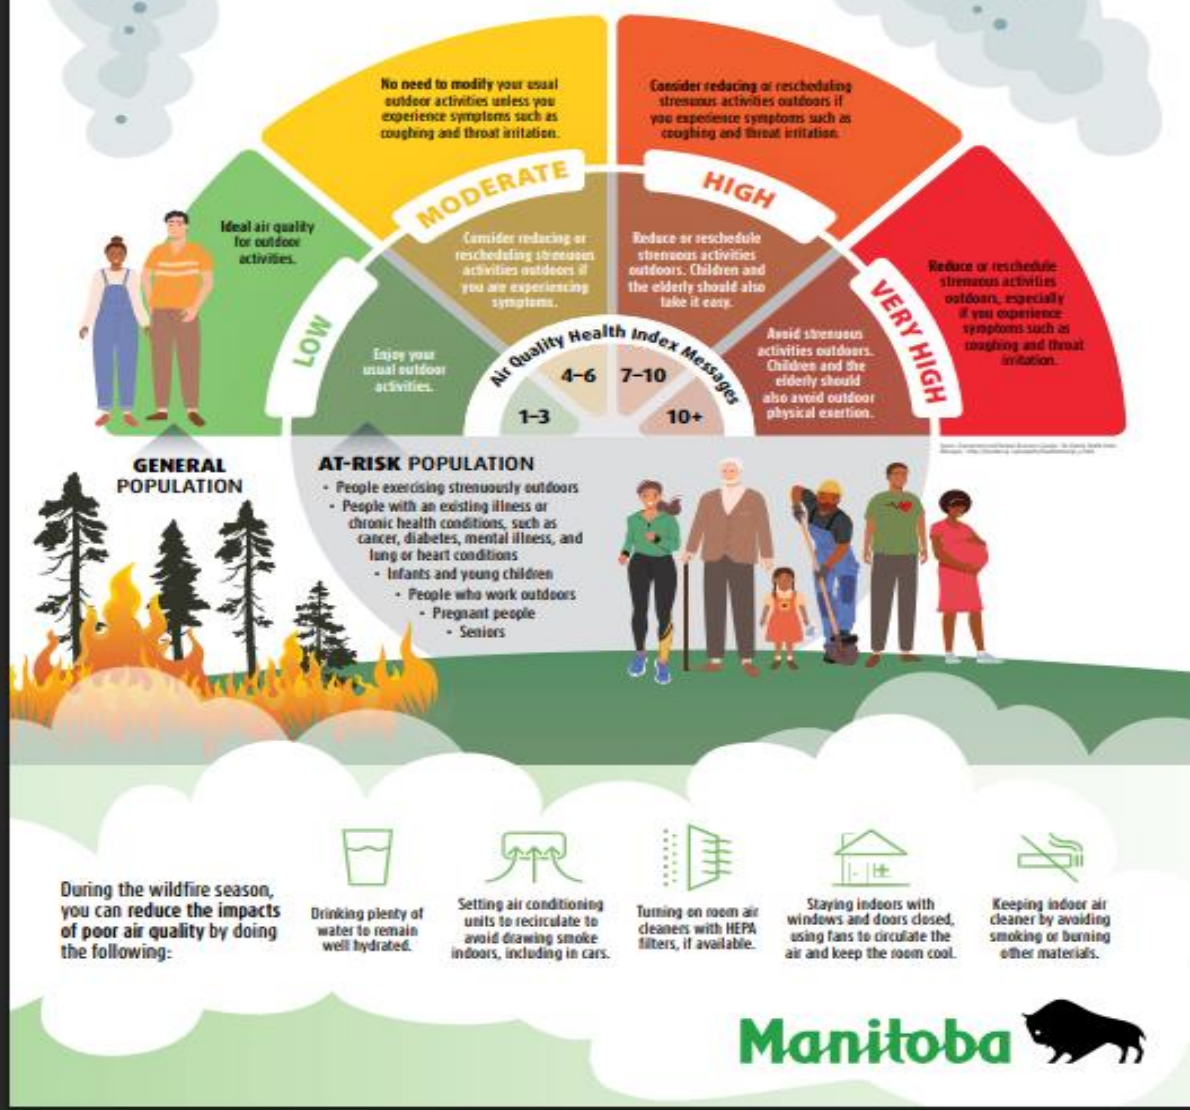 No need to modify your usual
outdoor activities unless you
experience symptoms such as
coughing and throat irritation.
Consider reducing or rescheduling
strenuous activities outdoors if
you experience symptoms such as
coughing and throat irritation.
Ideal air quality
for outdoor
activities.
MODERATE
HIGH
Consider reducing or
rescheduling strenuous
activities outdoors if
you are experiencing
symptoms.
Reduce or reschedule
strenuous activities
outdoors. Children and
the elderly should also
take it easy.
Reduce or reschedule
strenuous activities
outdoors, especially
if you experience
symptoms such as
coughing and throat
irritation.
LOW
VERY HIGH
Enjoy your
usual outdoor
activities.
Avoid strenuous
activities outdoors.
Children and the
elderly should
also avoid outdoor
physical exertion.
Air Quality Health Index Messages
1–3
4–6
7–10
10+
GENERAL
POPULATION
AT-RISK POPULATION
• People exercising strenuously outdoors
• People with an existing illness or
chronic health conditions, such as
cancer, diabetes, mental illness, and
lung or heart conditions
• Infants and young children
• People who work outdoors
• Pregnant people
• Seniors
During the wildfire season,
you can reduce the impacts
of poor air quality by doing
the following:
Drinking plenty of
water to remain
well hydrated.
Setting air conditioning
units to recirculate to
avoid drawing smoke
indoors, including in cars.
Turning on room air
cleaners with HEPA
filters, if available.
Staying indoors with
windows and doors closed,
using fans to circulate the
air and keep the room cool.
Keeping indoor air
cleaner by avoiding
smoking or burning
other materials.
Manitoba